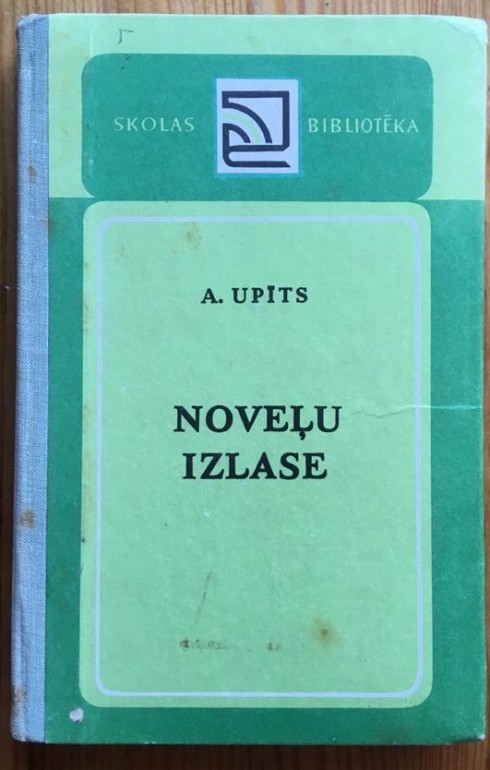 SKOLAS BIBLIOTĒKA
A. UPĪTS
NOVEĻU
IZLASE